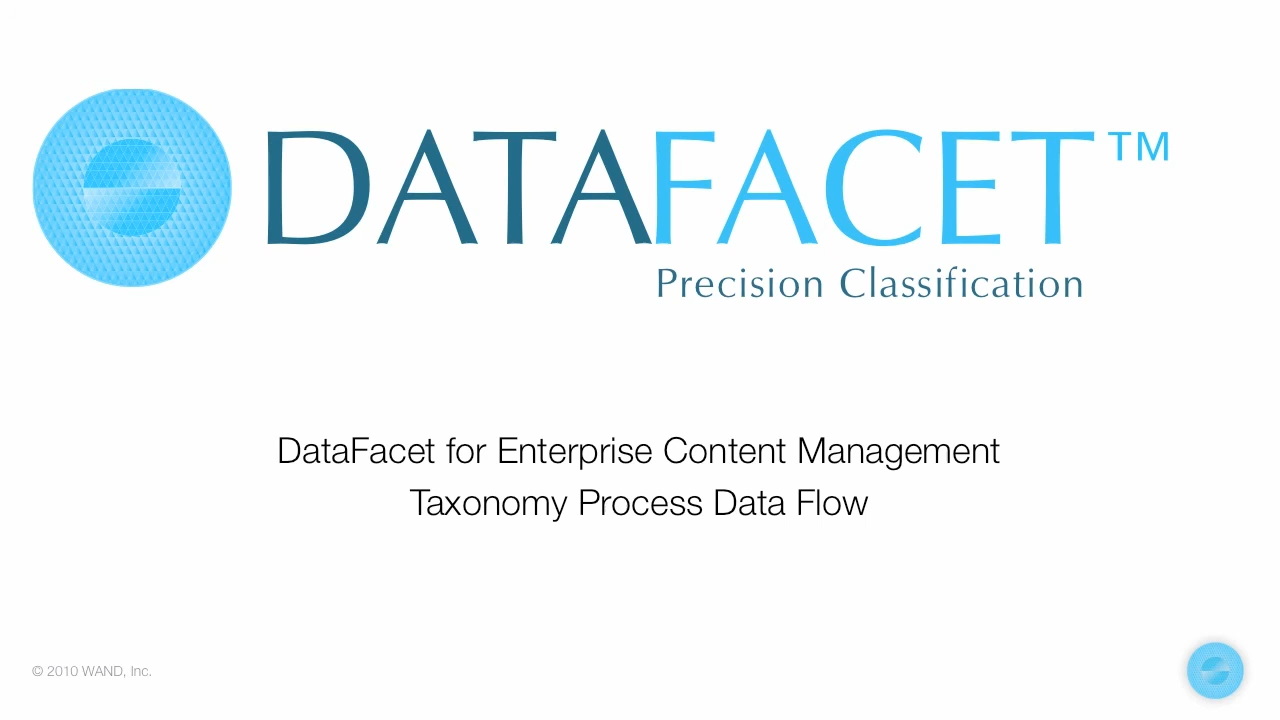 DATAFACET™
Precision Classification
DataFacet for Enterprise Content Management
Taxonomy Process Data Flow
© 2010 WAND, Inc.